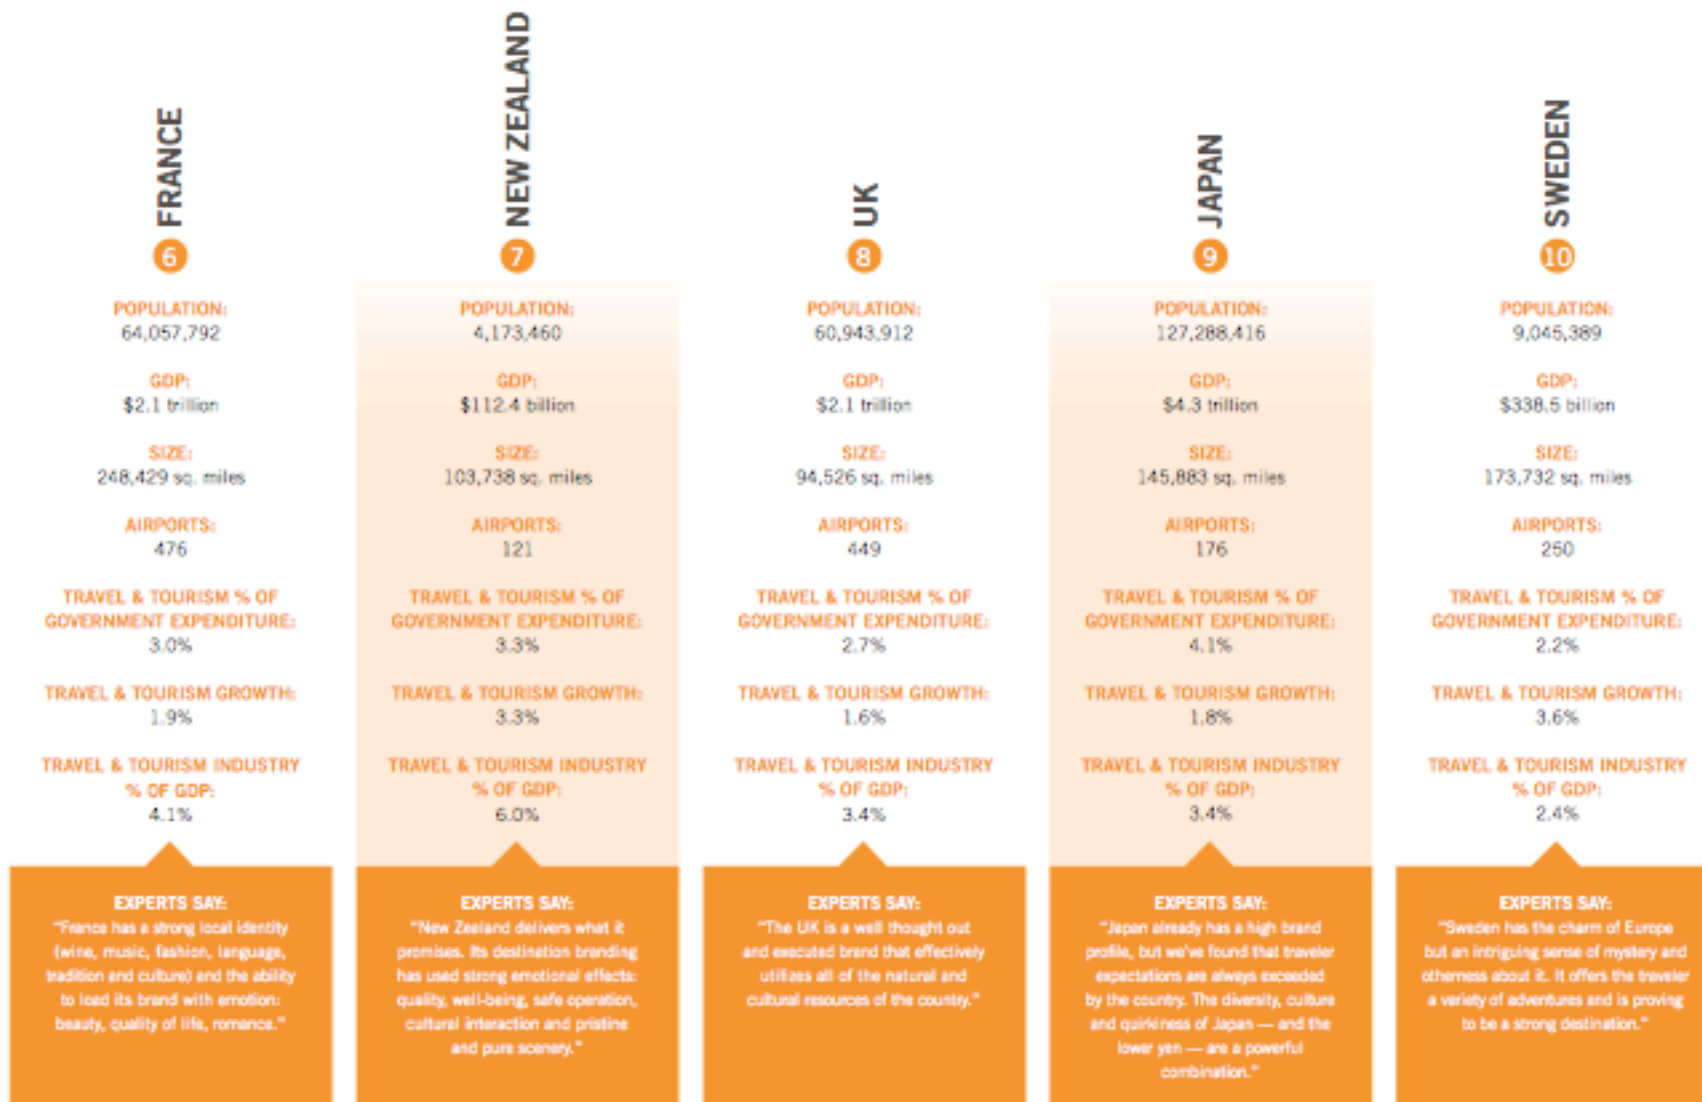 FRANCE
6
POPULATION:
64,057,792
GDP:
$2.1 trillion
SIZE:
248,429 sq. miles
AIRPORTS:
476
TRAVEL & TOURISM % OF
GOVERNMENT EXPENDITURE:
3.0%
TRAVEL & TOURISM GROWTH:
1.9%
TRAVEL & TOURISM INDUSTRY
% OF GDP:
4.1%
EXPERTS SAY:
"France has a strong local identity
(wine, music, fashion, language,
tradition and culture) and the ability
to load its brand with emotion:
beauty, quality of life, romance."
NEW ZEALAND
7
POPULATION:
4,173,460
GDP:
$112.4 billion
SIZE:
103,738 sq. miles
AIRPORTS:
121
TRAVEL & TOURISM % OF
GOVERNMENT EXPENDITURE:
3.3%
TRAVEL & TOURISM GROWTH:
3.3%
TRAVEL & TOURISM INDUSTRY
% OF GDP:
6.0%
EXPERTS SAY:
"New Zealand delivers what it
promises. Its destination branding
has used strong emotional effects:
quality, well-being, safe operation,
cultural interaction and pristine
and pure scenery."
UK
8
POPULATION:
60,943,912
GDP:
$2.1 trillion
SIZE:
94,526 sq. miles
AIRPORTS:
449
TRAVEL & TOURISM % OF
GOVERNMENT EXPENDITURE:
2.7%
TRAVEL & TOURISM GROWTH:
1.6%
TRAVEL & TOURISM INDUSTRY
% OF GDP:
3.4%
EXPERTS SAY:
"The UK is a well thought out
and executed brand that effectively
utilizes all of the natural and
cultural resources of the country."
JAPAN
9
POPULATION:
127,288,416
GDP:
$4.3 trillion
SIZE:
145,883 sq. miles
AIRPORTS:
176
TRAVEL & TOURISM % OF
GOVERNMENT EXPENDITURE:
4.1%
TRAVEL & TOURISM GROWTH:
1.8%
TRAVEL & TOURISM INDUSTRY
% OF GDP:
3.4%
EXPERTS SAY:
"Japan already has a high brand
profile, but we've found that traveler
expectations are always exceeded
by the country. The diversity, culture
and quirkiness of Japan — and the
lower yen — are a powerful
combination."
SWEDEN
10
POPULATION:
9,045,389
GDP:
$338.5 billion
SIZE:
173,732 sq. miles
AIRPORTS:
250
TRAVEL & TOURISM % OF
GOVERNMENT EXPENDITURE:
2.2%
TRAVEL & TOURISM GROWTH:
3.6%
TRAVEL & TOURISM INDUSTRY
% OF GDP:
2.4%
EXPERTS SAY:
"Sweden has the charm of Europe
but an intriguing sense of mystery and
otherness about it. It offers the traveler
a variety of adventures and is proving
to be a strong destination."